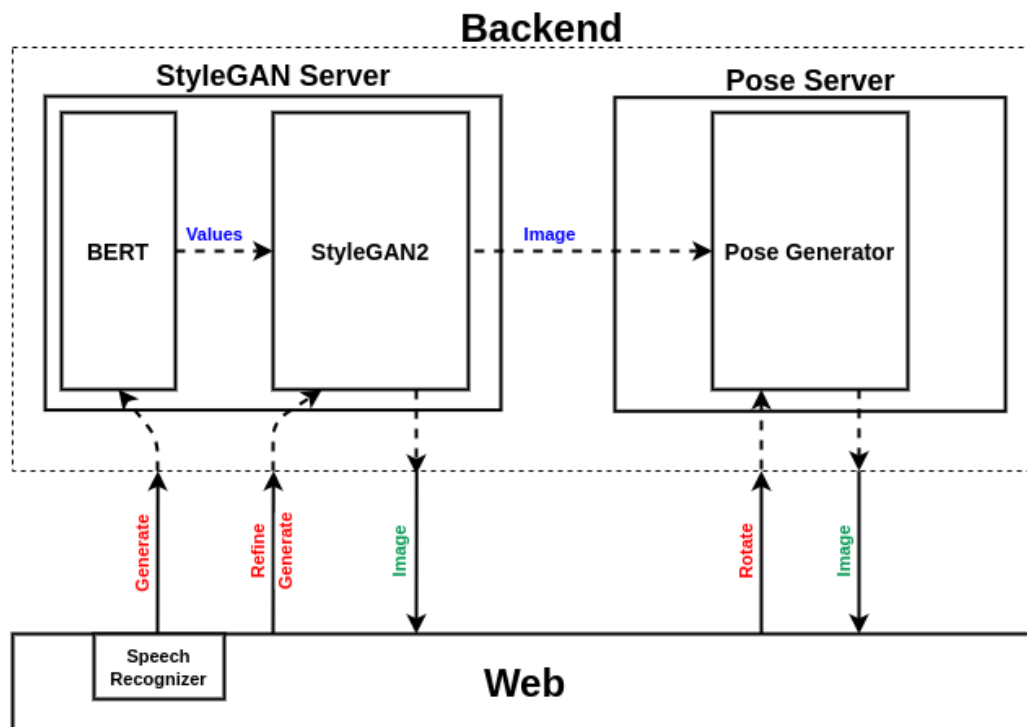 Backend
StyleGAN Server
Pose Server
BERT
Values
StyleGAN2
Image
Pose Generator
Generate
Refine
Generate
Image
Rotate
Image
Speech
Recognizer
Web